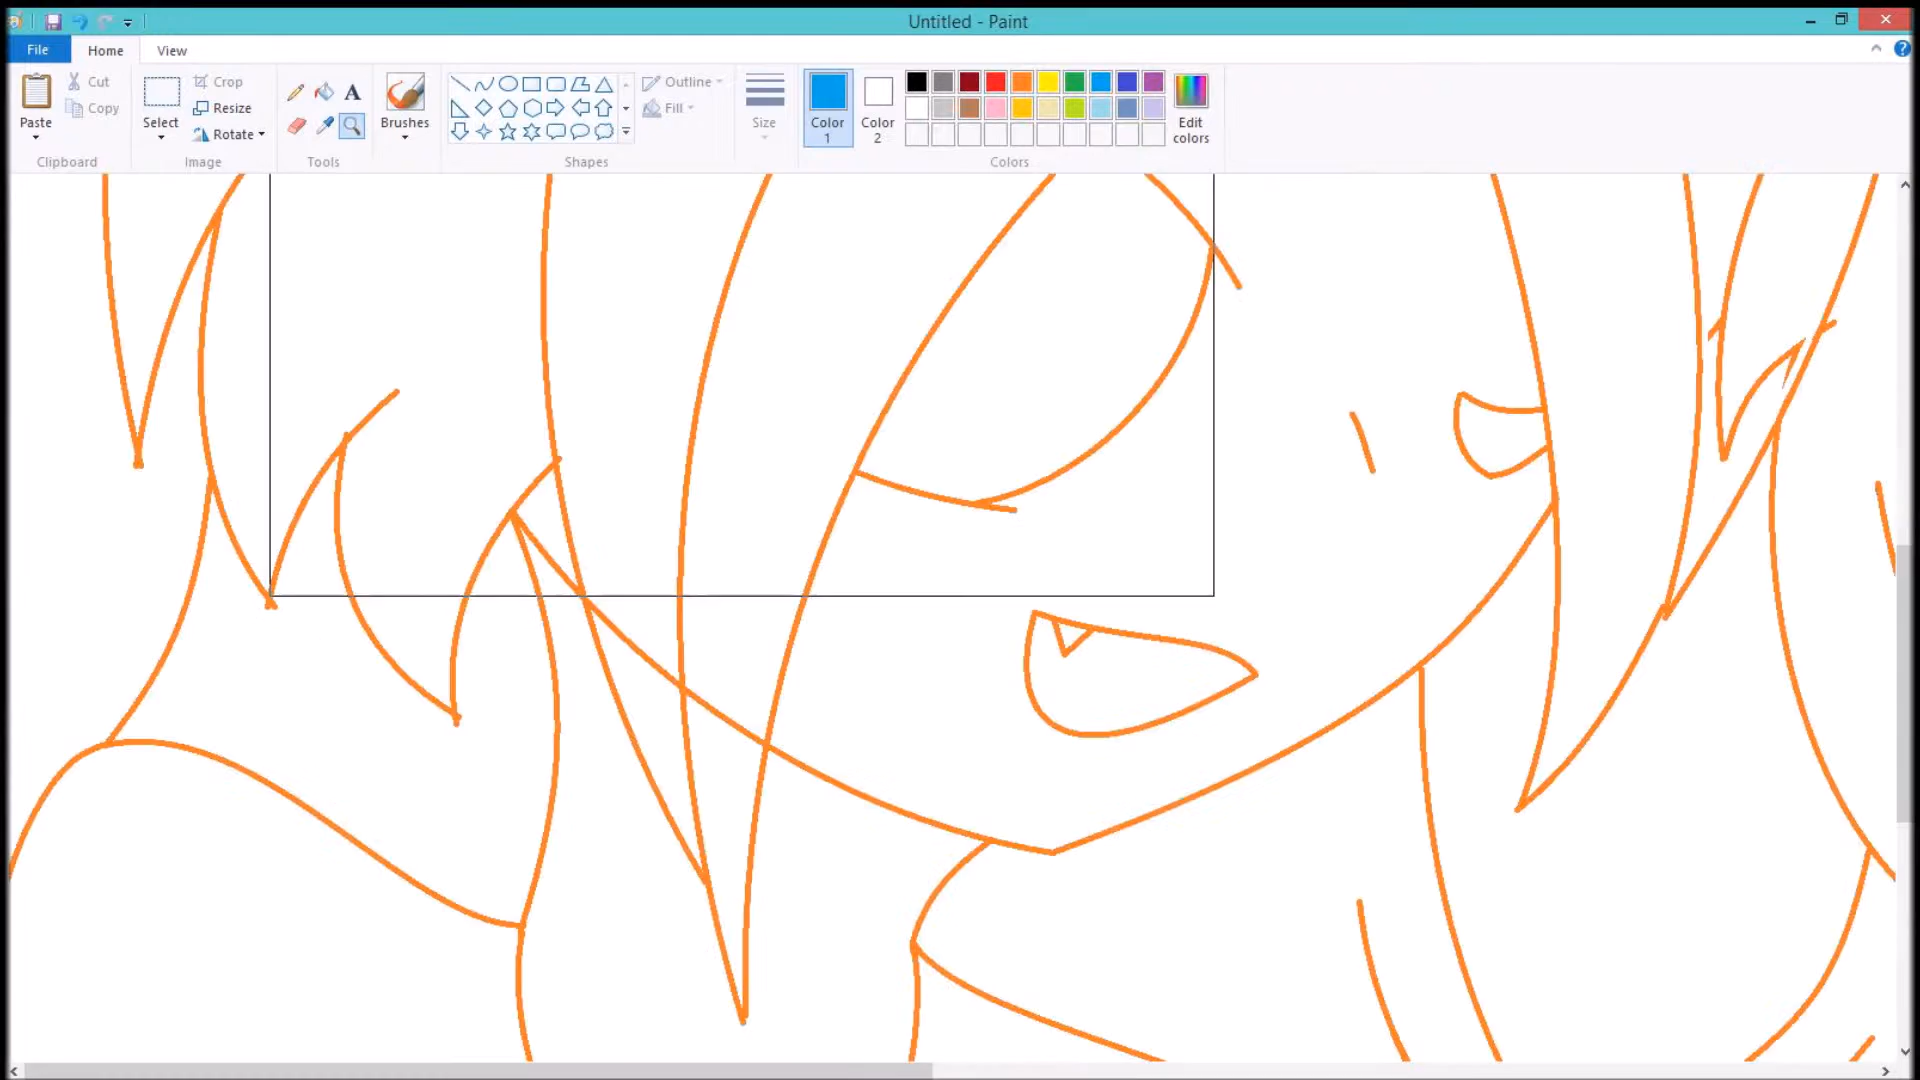 Untitled - Paint
File
Home
View
Paste
Cut
Copy
Clipboard
Select
Crop
Resize
Rotate
Image
A
Tools
Brushes
Shapes
Outline
Fill
Size
Color
1
Color
2
Edit
colors
Colors